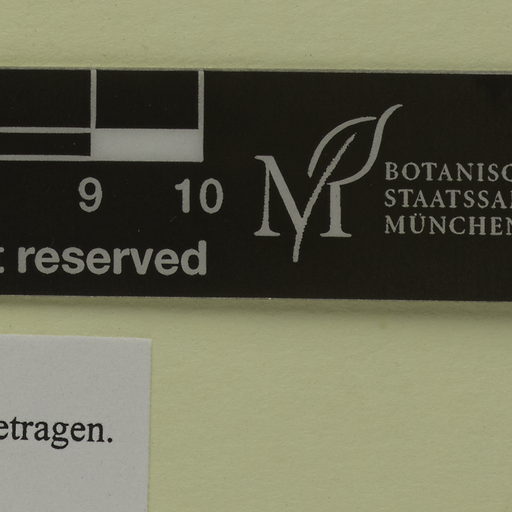 9 10
reserved
BOTANISC
STAATSSA
MÜNCHEN
etragen.